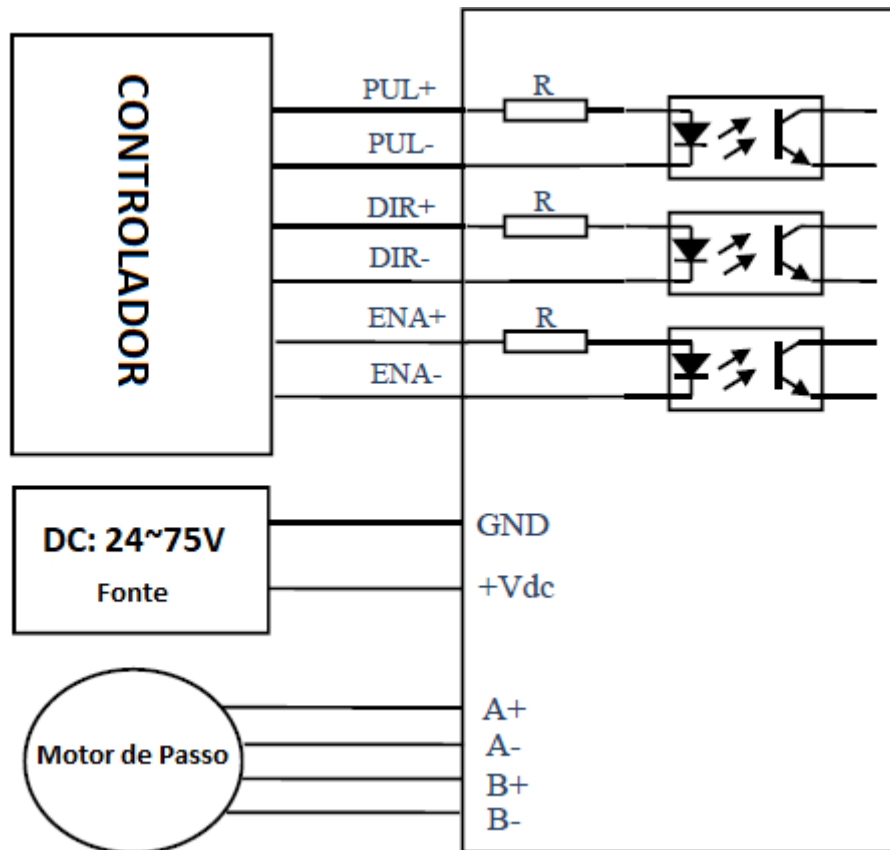 CONTROLADOR
PUL+
R
PUL-
DIR+
R
DIR-
ENA+
R
ENA-
DC: 24~75V
Fonte
GND
+Vdc
Motor de Passo
A+
A-
B+
B-